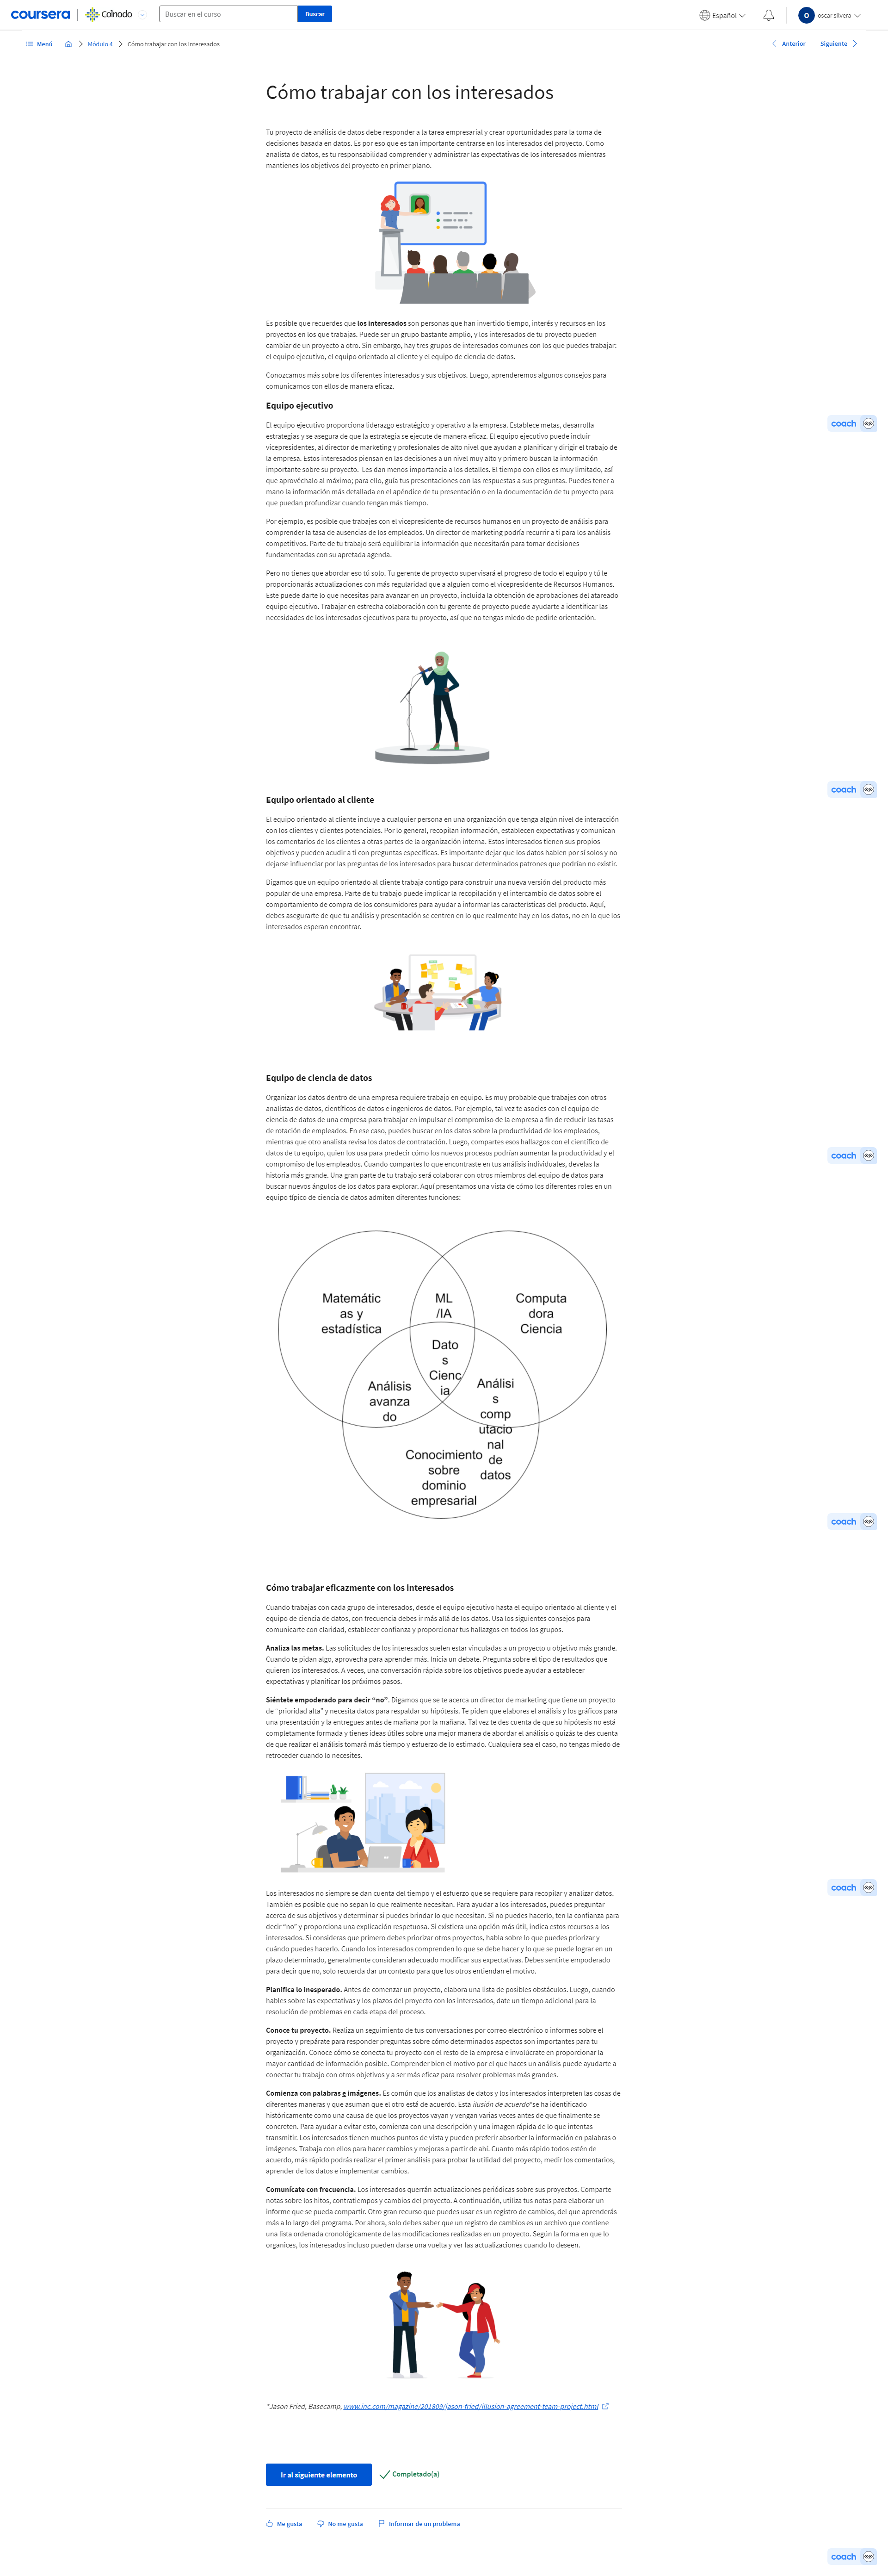 coursera
Colnodo
Buscar en el curso
Buscar
Español
O
oscar silvera
Menú
Módulo 4
Cómo trabajar con los interesados
Anterior
Siguiente
Cómo trabajar con los interesados
Tu proyecto de análisis de datos debe responder a la tarea empresarial y crear oportunidades para la toma de
decisiones basada en datos. Es por eso que es tan importante centrarse en los interesados del proyecto. Como
analista de datos, es tu responsabilidad comprender y administrar las expectativas de los interesados mientras
mantienes los objetivos del proyecto en primer plano.
Es posible que recuerdes que los interesados son personas que han invertido tiempo, interés y recursos en los
proyectos en los que trabajas. Puede ser un grupo bastante amplio, y los interesados de tu proyecto pueden
cambiar de un proyecto a otro. Sin embargo, hay tres grupos de interesados comunes con los que puedes trabajar:
el equipo ejecutivo, el equipo orientado al cliente y el equipo de ciencia de datos.
Conozcamos más sobre los diferentes interesados y sus objetivos. Luego, aprenderemos algunos consejos para
comunicarnos con ellos de manera eficaz.
Equipo ejecutivo
coach
El equipo ejecutivo proporciona liderazgo estratégico y operativo a la empresa. Establece metas, desarrolla
estrategias y se asegura de que la estrategia se ejecute de manera eficaz. El equipo ejecutivo puede incluir
vicepresidentes, al director de marketing y profesionales de alto nivel que ayudan a planificar y dirigir el trabajo de
la empresa. Estos interesados piensan en las decisiones a un nivel muy alto y primero buscan la información
importante sobre su proyecto. Les dan menos importancia a los detalles. El tiempo con ellos es muy limitado, así
que aprovéchalo al máximo; para ello, guía tus presentaciones con las respuestas a sus preguntas. Puedes tener a
mano la información más detallada en el apéndice de tu presentación o en la documentación de tu proyecto para
que puedan profundizar cuando tengan más tiempo.
Por ejemplo, es posible que trabajes con el vicepresidente de recursos humanos en un proyecto de análisis para
comprender la tasa de ausencias de los empleados. Un director de marketing podría recurrir a ti para los análisis
competitivos. Parte de tu trabajo será equilibrar la información que necesitarán para tomar decisiones
fundamentadas con su apretada agenda.
Pero no tienes que abordar eso tú solo. Tu gerente de proyecto supervisará el progreso de todo el equipo y tú le
proporcionarás actualizaciones con más regularidad que a alguien como el vicepresidente de Recursos Humanos.
Este puede darte lo que necesitas para avanzar en un proyecto, incluida la obtención de aprobaciones del atareado
equipo ejecutivo. Trabajar en estrecha colaboración con tu gerente de proyecto puede ayudarte a identificar las
necesidades de los interesados ejecutivos para tu proyecto, así que no tengas miedo de pedirle orientación.
coach
Equipo orientado al cliente
El equipo orientado al cliente incluye a cualquier persona en una organización que tenga algún nivel de interacción
con los clientes y clientes potenciales. Por lo general, recopilan información, establecen expectativas y comunican
los comentarios de los clientes a otras partes de la organización interna. Estos interesados tienen sus propios
objetivos y pueden acudir a ti con preguntas específicas. Es importante dejar que los datos hablen por sí solos y no
dejarse influenciar por las preguntas de los interesados para buscar determinados patrones que podrían no existir.
Digamos que un equipo orientado al cliente trabaja contigo para construir una nueva versión del producto más
popular de una empresa. Parte de tu trabajo puede implicar la recopilación y el intercambio de datos sobre el
comportamiento de compra de los consumidores para ayudar a informar las características del producto. Aquí,
debes asegurarte de que tu análisis y presentación se centren en lo que realmente hay en los datos, no en lo que los
interesados esperan encontrar.
Equipo de ciencia de datos
Organizar los datos dentro de una empresa requiere trabajo en equipo. Es muy probable que trabajes con otros
analistas de datos, científicos de datos e ingenieros de datos. Por ejemplo, tal vez te asocies con el equipo de
ciencia de datos de una empresa para trabajar en impulsar el compromiso de la empresa a fin de reducir las tasas
de rotación de empleados. En ese caso, puedes buscar en los datos sobre la productividad de los empleados,
mientras que otro analista revisa los datos de contratación. Luego, compartes esos hallazgos con el científico de
datos de tu equipo, quien los usa para predecir cómo los nuevos procesos podrían aumentar la productividad y el
compromiso de los empleados. Cuando compartes lo que encontraste en tus análisis individuales, develas la
historia más grande. Una gran parte de tu trabajo será colaborar con otros miembros del equipo de datos para
buscar nuevos ángulos de los datos para explorar. Aquí presentamos una vista de cómo los diferentes roles en un
equipo típico de ciencia de datos admiten diferentes funciones:
coach
Matemátic
as y
estadística
ML
/IA
Computa
dora
Ciencia
Dato
s
Cienc
ia
Análisis
avanza
do
Análisi
s
comp
utacio
nal
de
datos
Conocimiento
sobre
dominio
empresarial
coach
Cómo trabajar eficazmente con los interesados
Cuando trabajas con cada grupo de interesados, desde el equipo ejecutivo hasta el equipo orientado al cliente y el
equipo de ciencia de datos, con frecuencia debes ir más allá de los datos. Usa los siguientes consejos para
comunicarte con claridad, establecer confianza y proporcionar tus hallazgos en todos los grupos.
Analiza las metas. Las solicitudes de los interesados suelen estar vinculadas a un proyecto u objetivo más grande.
Cuando te pidan algo, aprovecha para aprender más. Inicia un debate. Pregunta sobre el tipo de resultados que
quieren los interesados. A veces, una conversación rápida sobre los objetivos puede ayudar a establecer
expectativas y planificar los próximos pasos.
Siéntete empoderado para decir “no”. Digamos que se te acerca un director de marketing que tiene un proyecto
de “prioridad alta” y necesita datos para respaldar su hipótesis. Te piden que elabores el análisis y los gráficos para
una presentación y la entregues antes de mañana por la mañana. Tal vez te des cuenta de que su hipótesis no está
completamente formada y tienes ideas útiles sobre una mejor manera de abordar el análisis o quizás te des cuenta
de que realizar el análisis tomará más tiempo y esfuerzo de lo estimado. Cualquiera sea el caso, no tengas miedo de
retroceder cuando lo necesites.
coach
Los interesados no siempre se dan cuenta del tiempo y el esfuerzo que se requiere para recopilar y analizar datos.
También es posible que no sepan lo que realmente necesitan. Para ayudar a los interesados, puedes preguntar
acerca de sus objetivos y determinar si puedes brindar lo que necesitan. Si no puedes hacerlo, ten la confianza para
decir “no” y proporciona una explicación respetuosa. Si existiera una opción más útil, indica estos recursos a los
interesados. Si consideras que primero debes priorizar otros proyectos, habla sobre lo que puedes priorizar y
cuándo puedes hacerlo. Cuando los interesados comprenden lo que se debe hacer y lo que se puede lograr en un
plazo determinado, generalmente consideran adecuado modificar sus expectativas. Debes sentirte empoderado
para decir que no, solo recuerda dar un contexto para que los otros entiendan el motivo.
Planifica lo inesperado. Antes de comenzar un proyecto, elabora una lista de posibles obstáculos. Luego, cuando
hables sobre las expectativas y los plazos del proyecto con los interesados, date un tiempo adicional para la
resolución de problemas en cada etapa del proceso.
Conoce tu proyecto. Realiza un seguimiento de tus conversaciones por correo electrónico o informes sobre el
proyecto y prepárate para responder preguntas sobre cómo determinados aspectos son importantes para tu
organización. Conoce cómo se conecta tu proyecto con el resto de la empresa e involúcrate en proporcionar la
mayor cantidad de información posible. Comprender bien el motivo por el que haces un análisis puede ayudarte a
conectar tu trabajo con otros objetivos y a ser más eficaz para resolver problemas más grandes.
Comienza con palabras e imágenes. Es común que los analistas de datos y los interesados interpreten las cosas de
diferentes maneras y que asuman que el otro está de acuerdo. Esta ilusión de acuerdo*se ha identificado
históricamente como una causa de que los proyectos vayan y vengan varias veces antes de que finalmente se
concreten. Para ayudar a evitar esto, comienza con una descripción y una imagen rápida de lo que intentas
transmitir. Los interesados tienen muchos puntos de vista y pueden preferir absorber la información en palabras o
imágenes. Trabaja con ellos para hacer cambios y mejoras a partir de ahí. Cuanto más rápido todos estén de
acuerdo, más rápido podrás realizar el primer análisis para probar la utilidad del proyecto, medir los comentarios,
aprender de los datos e implementar cambios.
Comunícate con frecuencia. Los interesados querrán actualizaciones periódicas sobre sus proyectos. Comparte
notas sobre los hitos, contratiempos y cambios del proyecto. A continuación, utiliza tus notas para elaborar un
informe que se pueda compartir. Otro gran recurso que puedes usar es un registro de cambios, del que aprenderás
más a lo largo del programa. Por ahora, solo debes saber que un registro de cambios es un archivo que contiene
una lista ordenada cronológicamente de las modificaciones realizadas en un proyecto. Según la forma en que lo
organices, los interesados incluso pueden darse una vuelta y ver las actualizaciones cuando lo deseen.
*Jason Fried, Basecamp, www.inc.com/magazine/201809/jason-fried/illusion-agreement-team-project.html
Ir al siguiente elemento
Completado(a)
Me gusta
No me gusta
Informar de un problema
coach